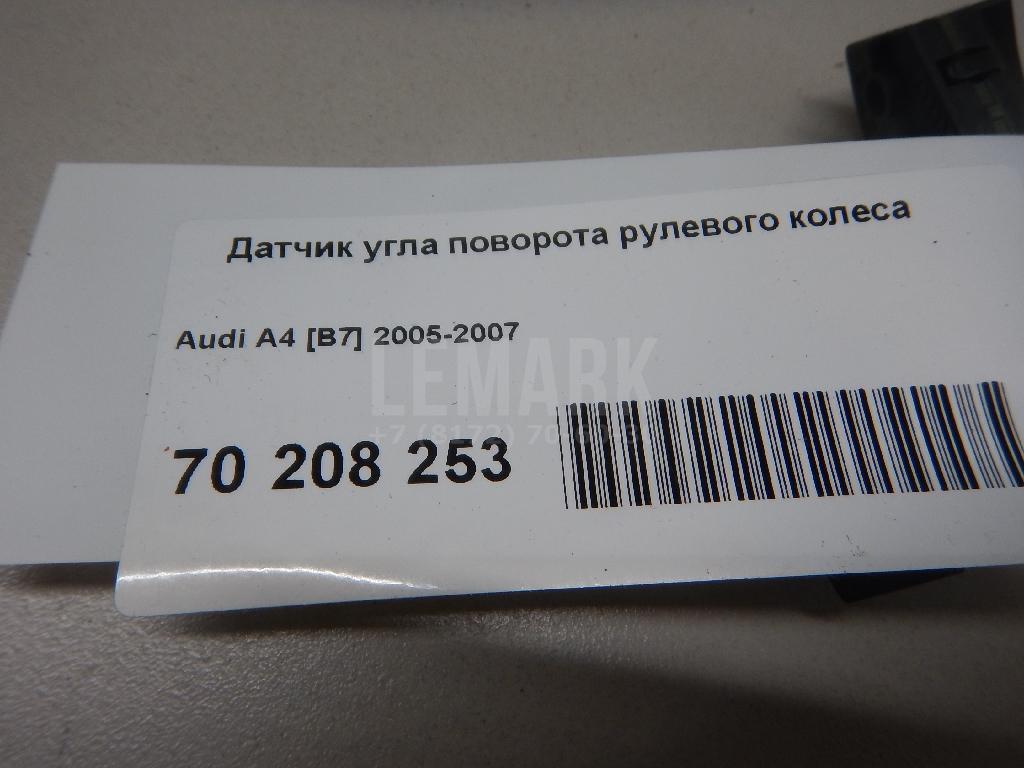 Датчик угла поворота рулевого колеса
Audi A4 [B7] 2005-2007
LEMARK
70 208 253